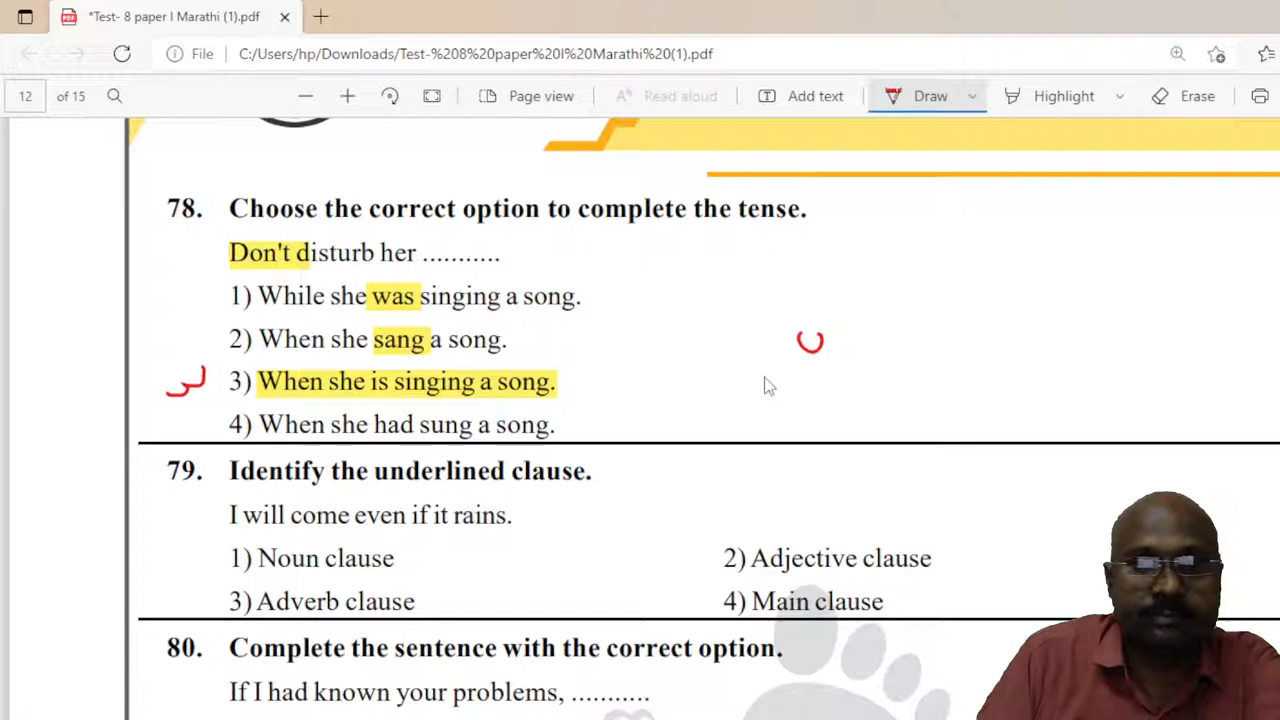 *Test- 8 paper I Marathi (1).pdf
File C:/Users/hp/Downloads/Test-%208%20paper%20I%20Marathi%20(1).pdf
12 of 15 Page view Read aloud Add text Draw Highlight Erase
78. Choose the correct option to complete the tense.
Don't disturb her ...........
1) While she was singing a song.
2) When she sang a song.
3) When she is singing a song.
4) When she had sung a song.
79. Identify the underlined clause.
I will come even if it rains.
1) Noun clause 2) Adjective clause
3) Adverb clause 4) Main clause
80. Complete the sentence with the correct option.
If I had known your problems, ...........